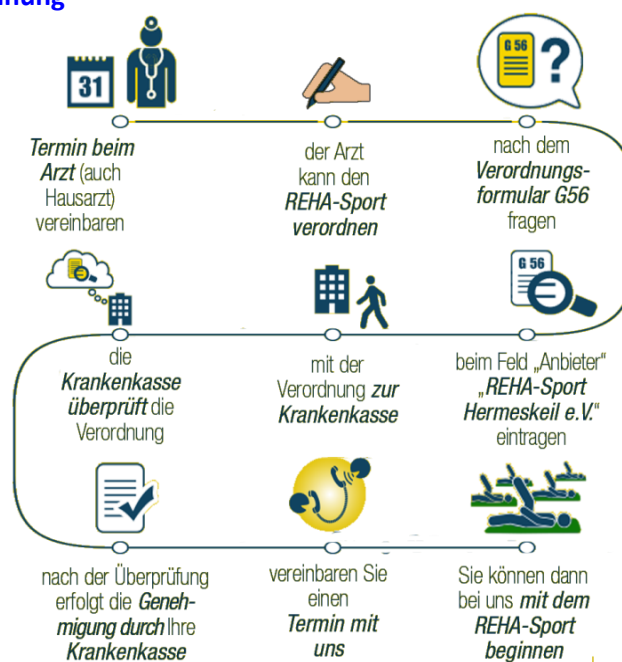 31
G 56
?
Termin beim
Arzt (auch
Hausarzt)
vereinbaren
der Arzt
kann den
REHA-Sport
verordnen
nach dem
Verordnungs-
formular G56
fragen
G 56
beim Feld „Anbieter“
„REHA-Sport
Hermeskeil e.V.“
eintragen
mit der
Verordnung zur
Krankenkasse
die
Krankenkasse
überprüft die
Verordnung
nach der Überprüfung
erfolgt die Geneh-
migung durch Ihre
Krankenkasse
vereinbaren Sie
einen
Termin mit
uns
Sie können dann
bei uns mit dem
REHA-Sport
beginnen